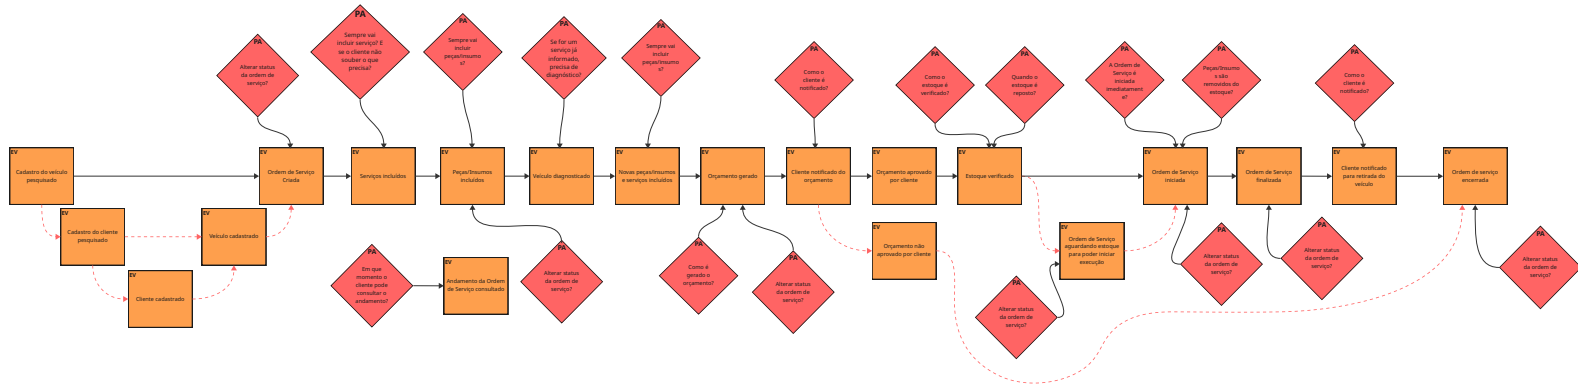 PA
Alterar status
da ordem de
serviço?
PA
Sempre vai
incluir serviço? E
se o cliente não
souber o que
precisa?
PA
Sempre vai
incluir
peças/insumo
s?
PA
Se for um
serviço já
informado,
precisa de
diagnóstico?
PA
Sempre vai
incluir
peças/insumo
s?
PA
Como o
cliente é
notificado?
PA
Como o
estoque é
verificado?
PA
Quando o
estoque é
reposto?
PA
A Ordem de
Serviço é
iniciada
imediatament
e?
PA
Peças/Insumo
s são
removidos do
estoque?
PA
Como o
cliente é
notificado?
EV
Cadastro do veículo
pesquisado
EV
Ordem de Serviço
Criada
EV
Serviços incluídos
EV
Peças/Insumos
incluídos
EV
Veículo diagnosticado
EV
Novas peças/insumos
e serviços incluídos
EV
Orçamento gerado
EV
Cliente notificado do
orçamento
EV
Orçamento aprovado
por cliente
EV
Estoque verificado
EV
Ordem de Serviço
iniciada
EV
Ordem de Serviço
finalizada
EV
Cliente notificado
para retirada do
veículo
EV
Ordem de serviço
encerrada
EV
Cadastro do cliente
pesquisado
EV
Veículo cadastrado
EV
Cliente cadastrado
PA
Em que
momento o
cliente pode
consultar o
andamento?
EV
Andamento da Ordem
de Serviço consultado
PA
Alterar status
da ordem de
serviço?
PA
Como é
gerado o
orçamento?
PA
Alterar status
da ordem de
serviço?
EV
Orçamento não
aprovado por cliente
PA
Alterar status
da ordem de
serviço?
EV
Ordem de Serviço
aguardando estoque
para poder iniciar
execução
PA
Alterar status
da ordem de
serviço?
PA
Alterar status
da ordem de
serviço?
PA
Alterar status
da ordem de
serviço?